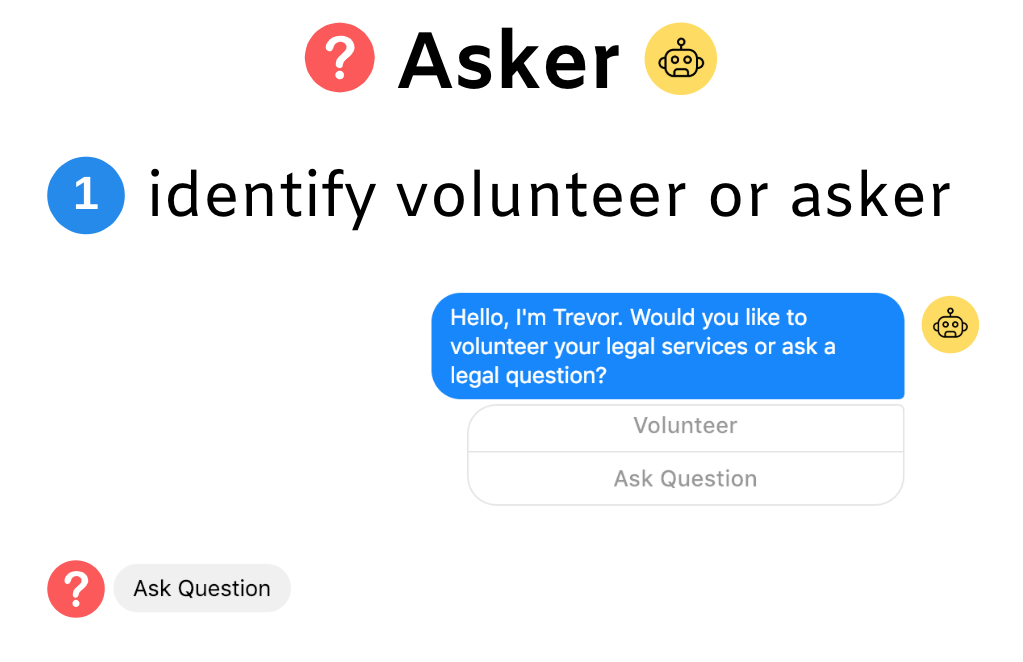 ? Asker
1 identify volunteer or asker
Hello, I'm Trevor. Would you like to
volunteer your legal services or ask a
legal question?
Volunteer
Ask Question
? Ask Question